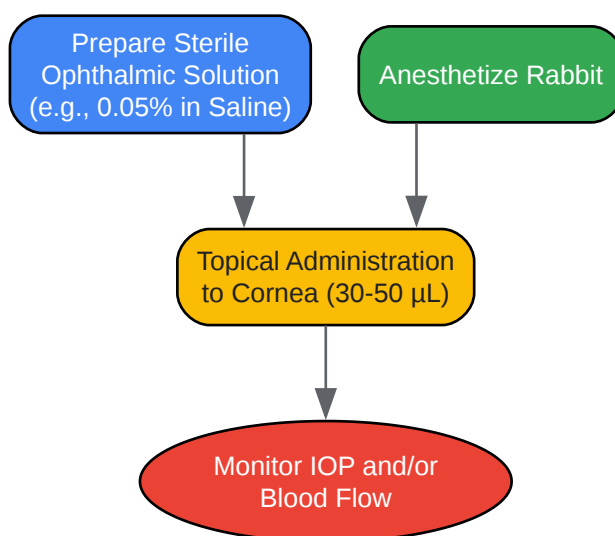 Prepare Sterile
Ophthalmic Solution
(e.g., 0.05% in Saline)
Anesthetize Rabbit
Topical Administration
to Cornea (30-50 µL)
Monitor IOP and/or
Blood Flow